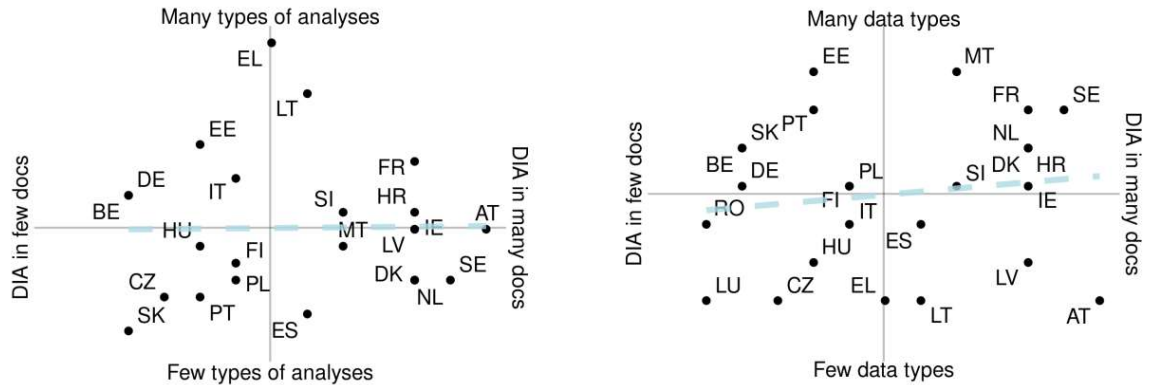 Many types of analyses
EL
LT
EE
DE
IT
FR
BE
SI
HR
AT
HU
MT
IE
FI
LV
CZ
PL
DK
SE
SK
PT
NL
ES
DIA in few docs
DIA in many docs
Few types of analyses
Many data types
EE
MT
FR
SE
SK
PT
NL
BE
DE
PL
SI
DK
HR
RO
FI
IT
IE
HU
ES
LV
LU
CZ
EL
LT
AT
DIA in few docs
DIA in many docs
Few data types